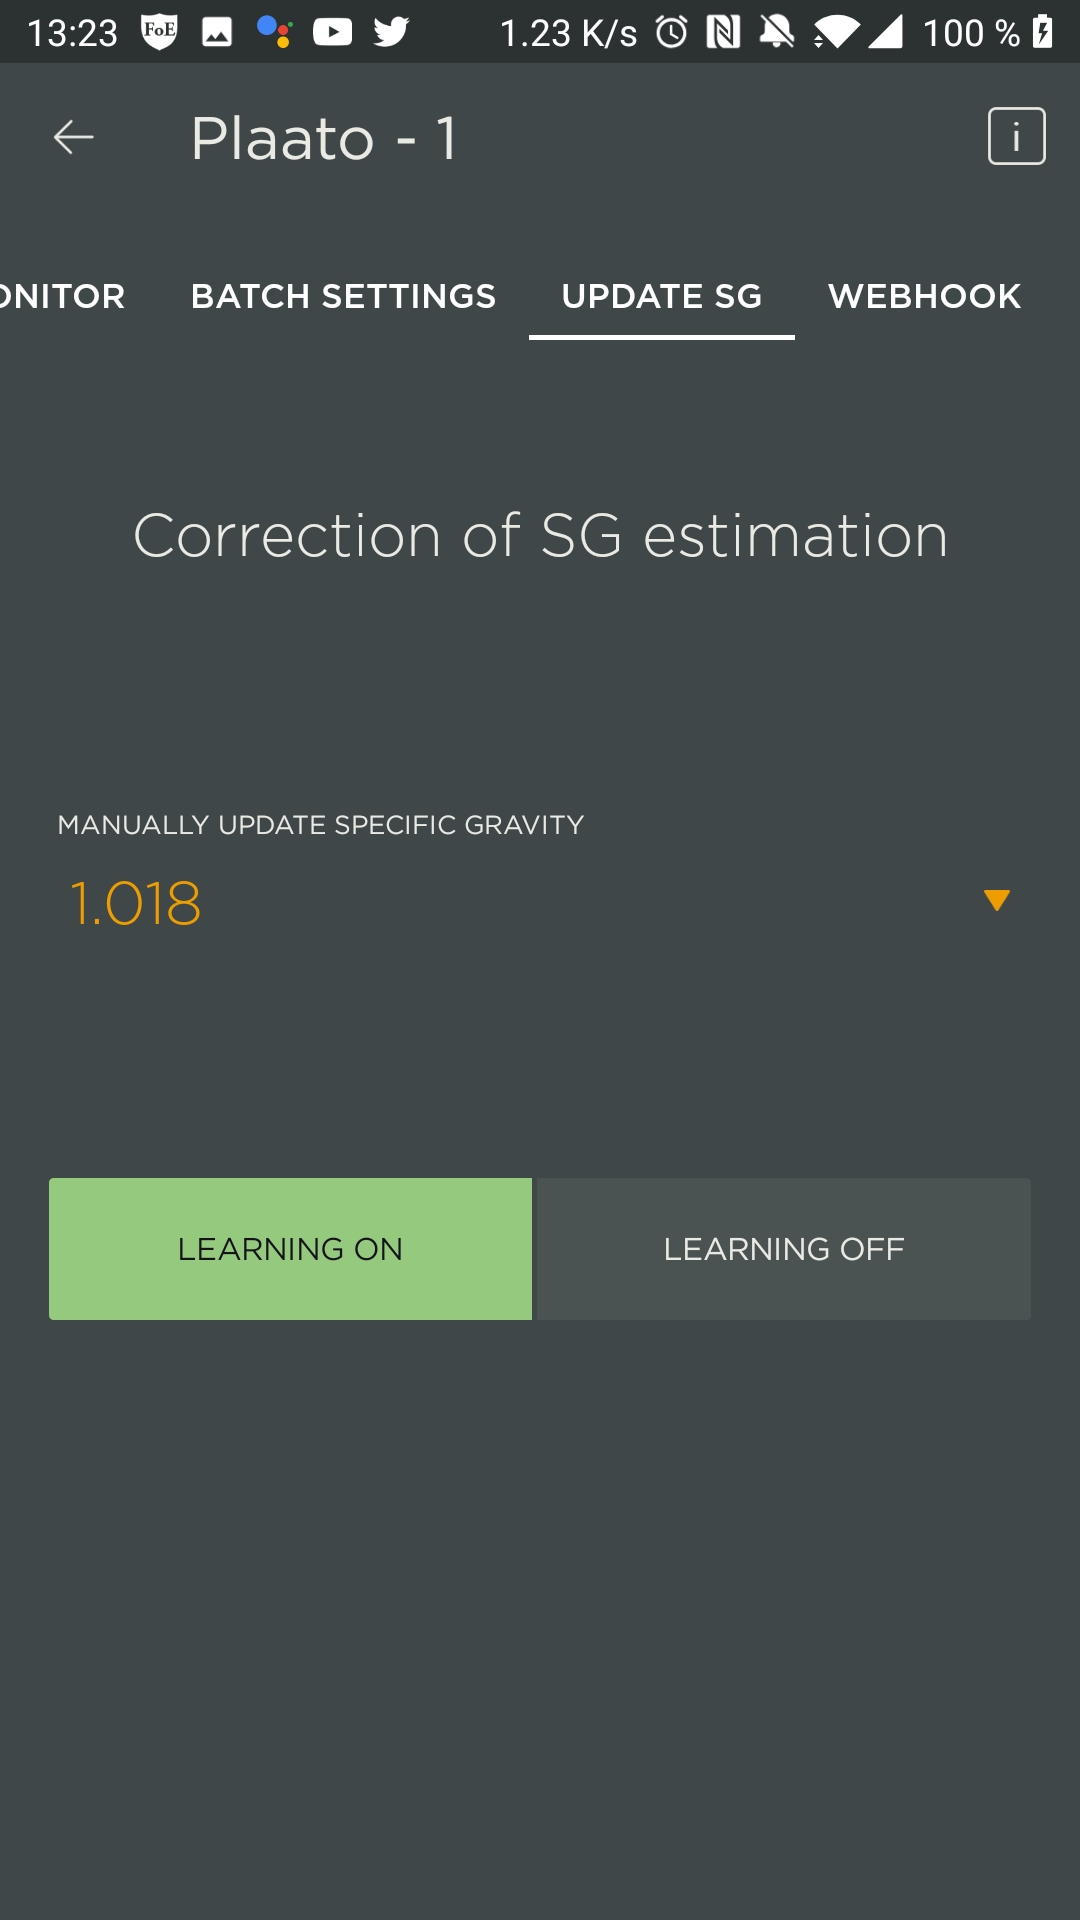 13:23 FoE 1.23 K/s 100 %
Plaato - 1 i
ONITOR BATCH SETTINGS UPDATE SG WEBHOOK
Correction of SG estimation
MANUALLY UPDATE SPECIFIC GRAVITY
1.018
LEARNING ON LEARNING OFF